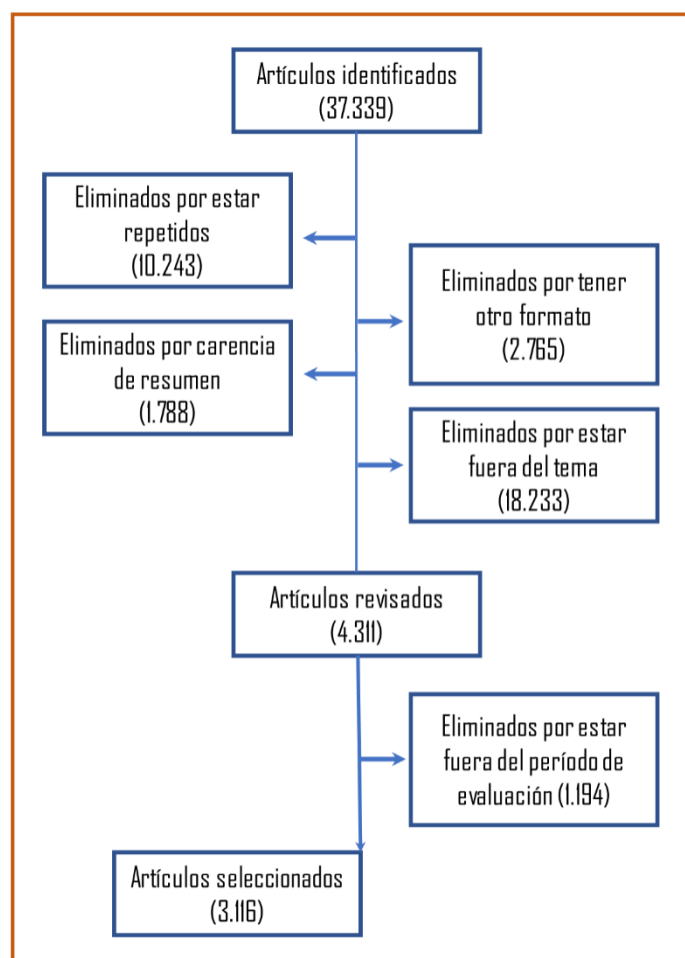 Artículos identificados
(37.339)
Eliminados por estar
repetidos
(10.243)
Eliminados por tener
otro formato
(2.765)
Eliminados por carencia
de resumen
(1.788)
Eliminados por estar
fuera del tema
(18.233)
Artículos revisados
(4.311)
Eliminados por estar
fuera del período de
evaluación (1.194)
Artículos seleccionados
(3.116)